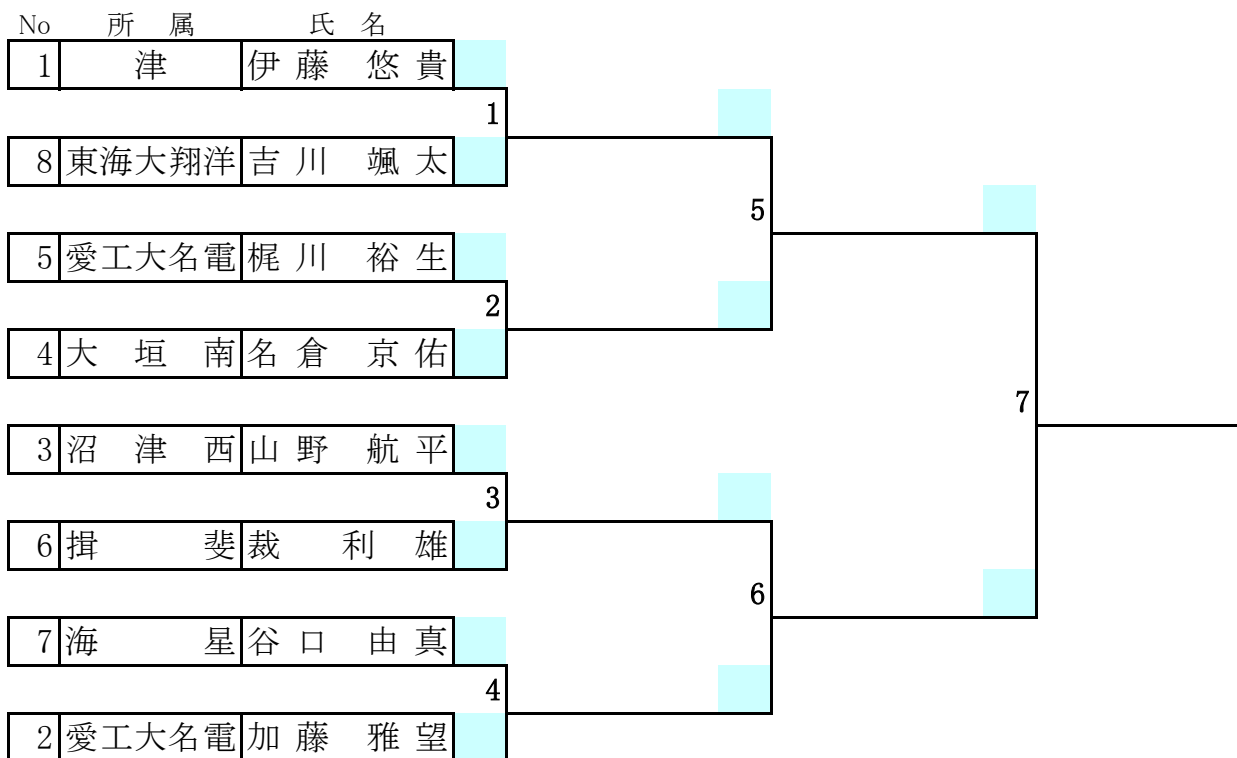 No 所属 氏名
1 津 伊藤 悠貴
1
8 東海大翔洋 吉川 颯太
5
5 愛工大名電 梶川 裕生
2
4 大垣南 名倉 京佑
7
3 沼津西 山野 航平
3
6 揖斐 裁 利雄
6
7 海星 谷口 由真
4
2 愛工大名電 加藤 雅望